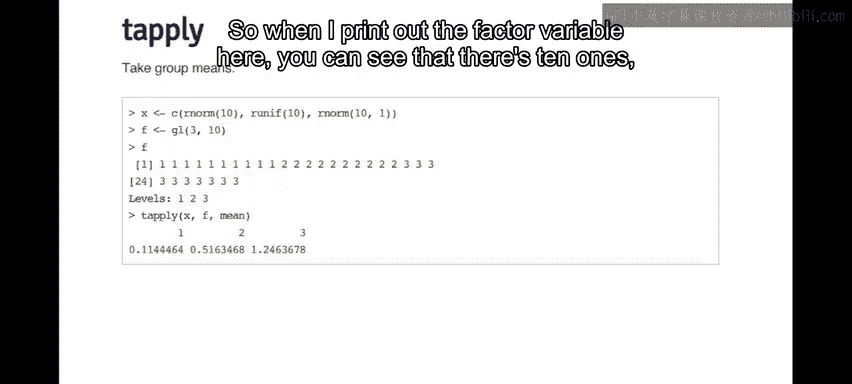 tapply
So when I print out the factor variable
here, you can see that there's ten ones,
Take group means.
> x <- c(rnorm(10), runif(10), rnorm(10, 1))
> f <- gl(3, 10)
> f
[1] 1 1 1 1 1 1 1 1 1 1 2 2 2 2 2 2 2 2 2 2 3 3 3
[24] 3 3 3 3 3 3 3
Levels: 1 2 3
> tapply(x, f, mean)
1 2 3
0.1144464 0.5163468 1.2463678